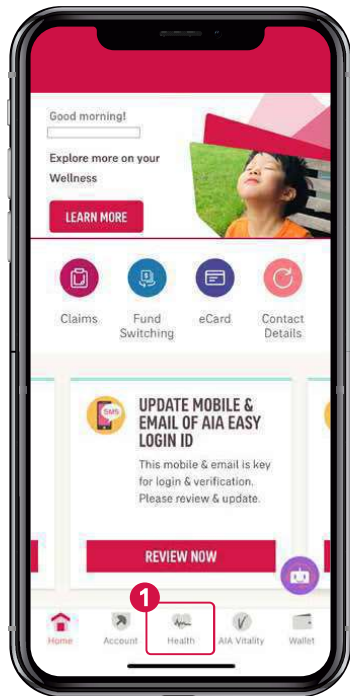 Good morning!
Explore more on your
Wellness
LEARN MORE
Claims
Fund
Switching
eCard
Contact
Details
SMS
UPDATE MOBILE &
EMAIL OF AIA EASY
LOGIN ID
This mobile & email is key
for login & verification.
Please review & update.
REVIEW NOW
1
Home
Account
Health
AIA Vitality
Wallet